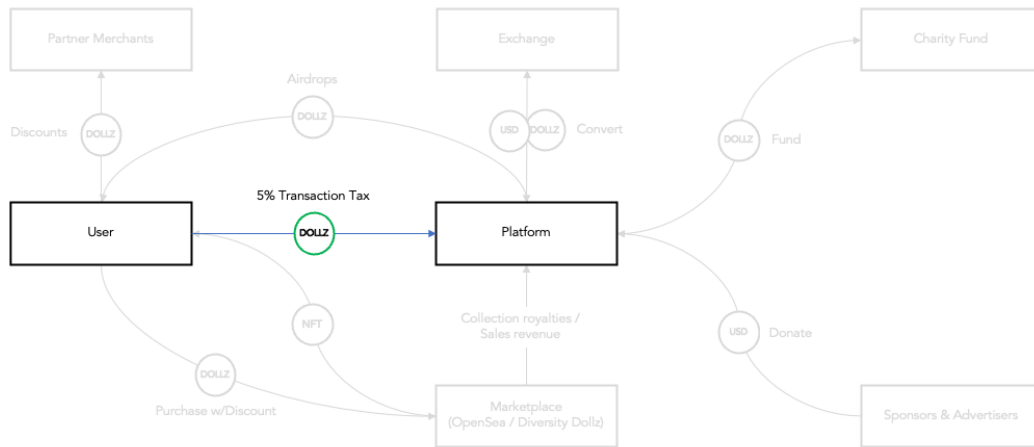 Partner Merchants
Exchange
Charity Fund
Airdrops
DOLLZ
Discounts
DOLLZ
USD
DOLLZ
Convert
DOLLZ
Fund
5% Transaction Tax
User
DOLLZ
Platform
NFT
Collection royalties /
Sales revenue
USD
Donate
DOLLZ
Purchase w/Discount
Marketplace
(OpenSea / Diversity Dollz)
Sponsors & Advertisers